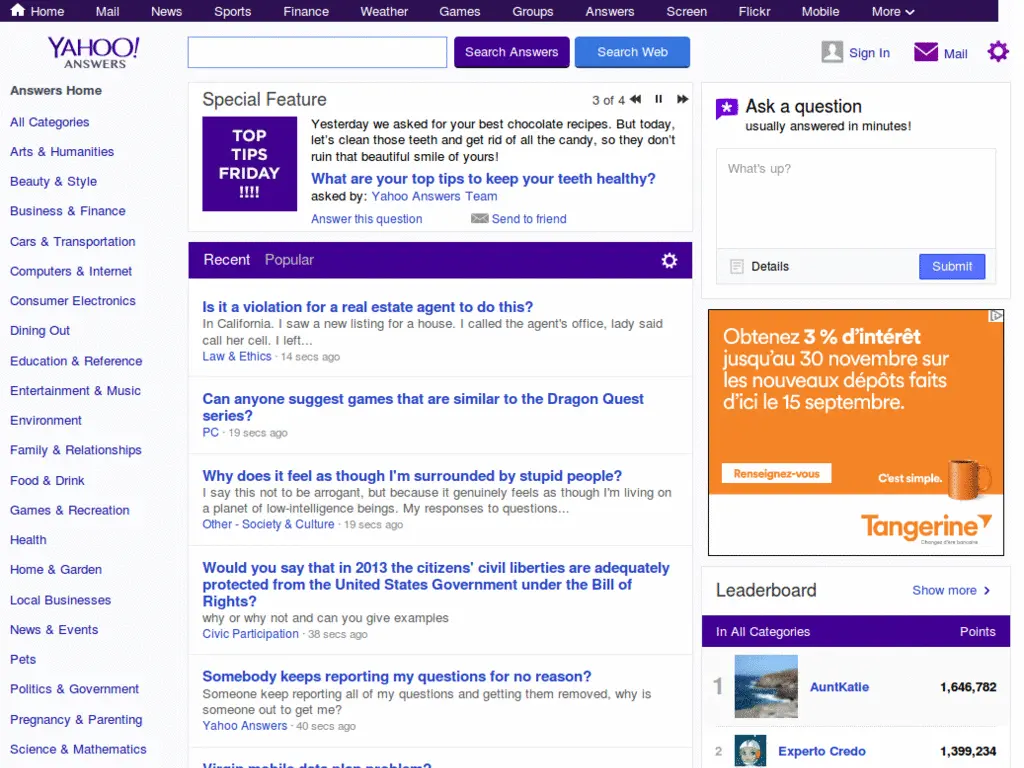 Home Mail News Sports Finance Weather Games Groups Answers Screen Flickr Mobile More
YAHOO!
ANSWERS
Search Answers
Search Web
Sign In
Mail
Answers Home
All Categories
Arts & Humanities
Beauty & Style
Business & Finance
Cars & Transportation
Computers & Internet
Consumer Electronics
Dining Out
Education & Reference
Entertainment & Music
Environment
Family & Relationships
Food & Drink
Games & Recreation
Health
Home & Garden
Local Businesses
News & Events
Pets
Politics & Government
Pregnancy & Parenting
Science & Mathematics
Special Feature
3 of 4
TOP
TIPS
FRIDAY
!!!!
Yesterday we asked for your best chocolate recipes. But today,
let's clean those teeth and get rid of all the candy, so they don't
ruin that beautiful smile of yours!
What are your top tips to keep your teeth healthy?
asked by: Yahoo Answers Team
Answer this question
Send to friend
Recent Popular
Is it a violation for a real estate agent to do this?
In California. I saw a new listing for a house. I called the agent's office, lady said
call her cell. I left...
Law & Ethics · 14 secs ago
Can anyone suggest games that are similar to the Dragon Quest
series?
PC · 19 secs ago
Why does it feel as though I'm surrounded by stupid people?
I say this not to be arrogant, but because it genuinely feels as though I'm living on
a planet of low-intelligence beings. My responses to questions...
Other - Society & Culture · 19 secs ago
Would you say that in 2013 the citizens' civil liberties are adequately
protected from the United States Government under the Bill of
Rights?
why or why not and can you give examples
Civic Participation · 38 secs ago
Somebody keeps reporting my questions for no reason?
Someone keep reporting all of my questions and getting them removed, why is
someone out to get me?
Yahoo Answers · 40 secs ago
Virgin mobile data plan problem?
Ask a question
usually answered in minutes!
What's up?
Details
Submit
Obtenez 3 % d'intérêt
jusqu'au 30 novembre sur
les nouveaux dépôts faits
d'ici le 15 septembre.
Renseignez-vous
C'est simple.
Tangerine
Changez d'ère bancaire
Leaderboard
Show more
In All Categories
Points
1 AuntKatie 1,646,782
2 Experto Credo 1,399,234